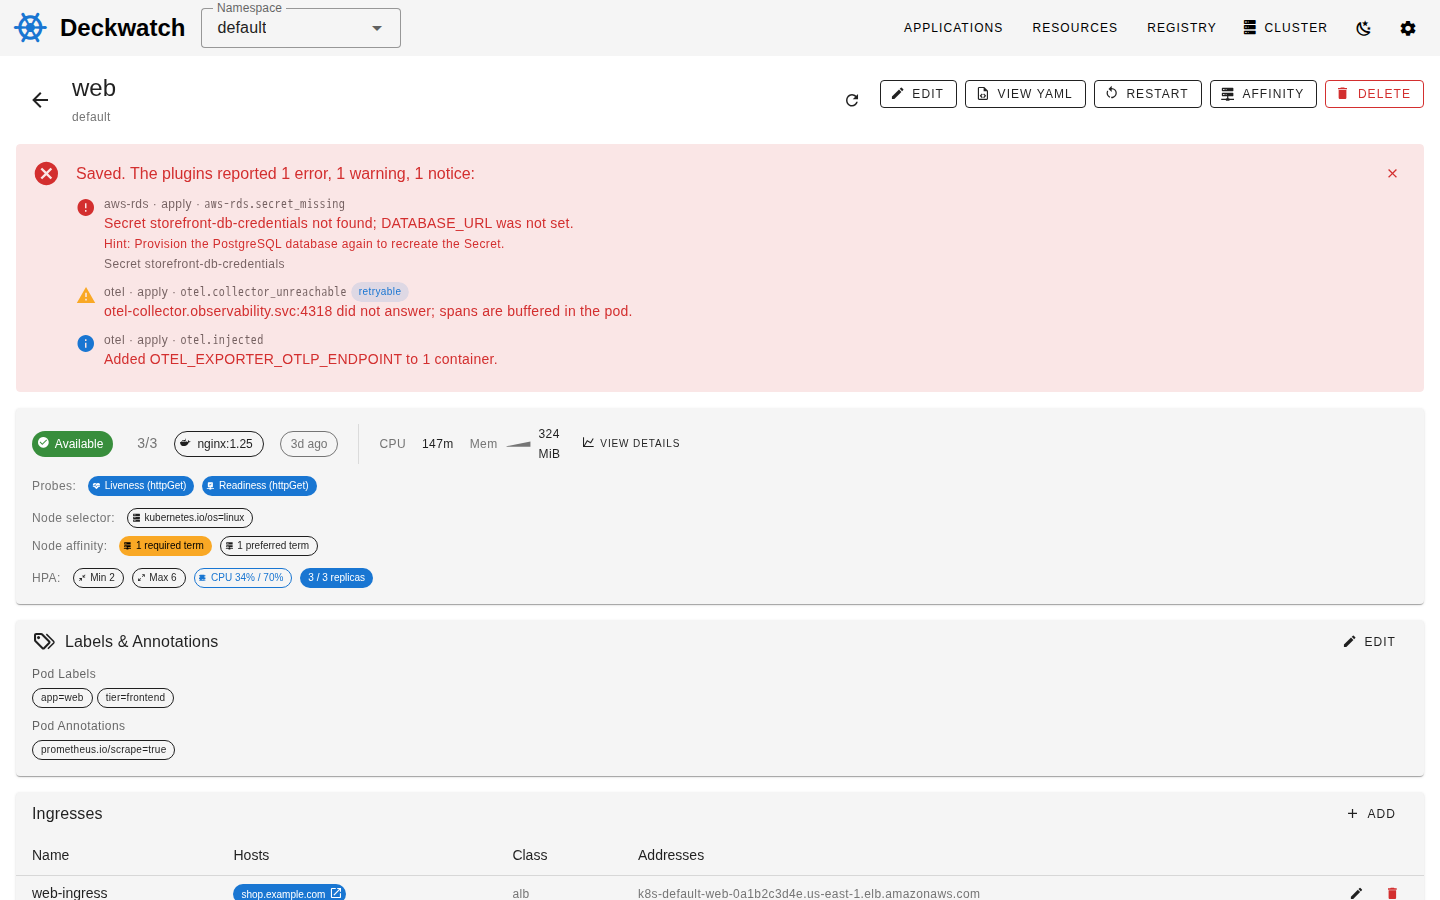 Deckwatch
Namespace
default
APPLICATIONS
RESOURCES
REGISTRY
CLUSTER
web
default
EDIT
VIEW YAML
RESTART
AFFINITY
DELETE
Saved. The plugins reported 1 error, 1 warning, 1 notice:
aws-rds · apply · aws-rds.secret_missing
Secret storefront-db-credentials not found; DATABASE_URL was not set.
Hint: Provision the PostgreSQL database again to recreate the Secret.
Secret storefront-db-credentials
otel · apply · otel.collector_unreachable retryable
otel-collector.observability.svc:4318 did not answer; spans are buffered in the pod.
otel · apply · otel.injected
Added OTEL_EXPORTER_OTLP_ENDPOINT to 1 container.
Available 3/3 nginx:1.25 3d ago CPU 147m Mem 324 MiB VIEW DETAILS
Probes: Liveness (httpGet) Readiness (httpGet)
Node selector: kubernetes.io/os=linux
Node affinity: 1 required term 1 preferred term
HPA: Min 2 Max 6 CPU 34% / 70% 3 / 3 replicas
Labels & Annotations
EDIT
Pod Labels
app=web tier=frontend
Pod Annotations
prometheus.io/scrape=true
Ingresses
ADD
Name Hosts Class Addresses
web-ingress shop.example.com alb k8s-default-web-0a1b2c3d4e.us-east-1.elb.amazonaws.com